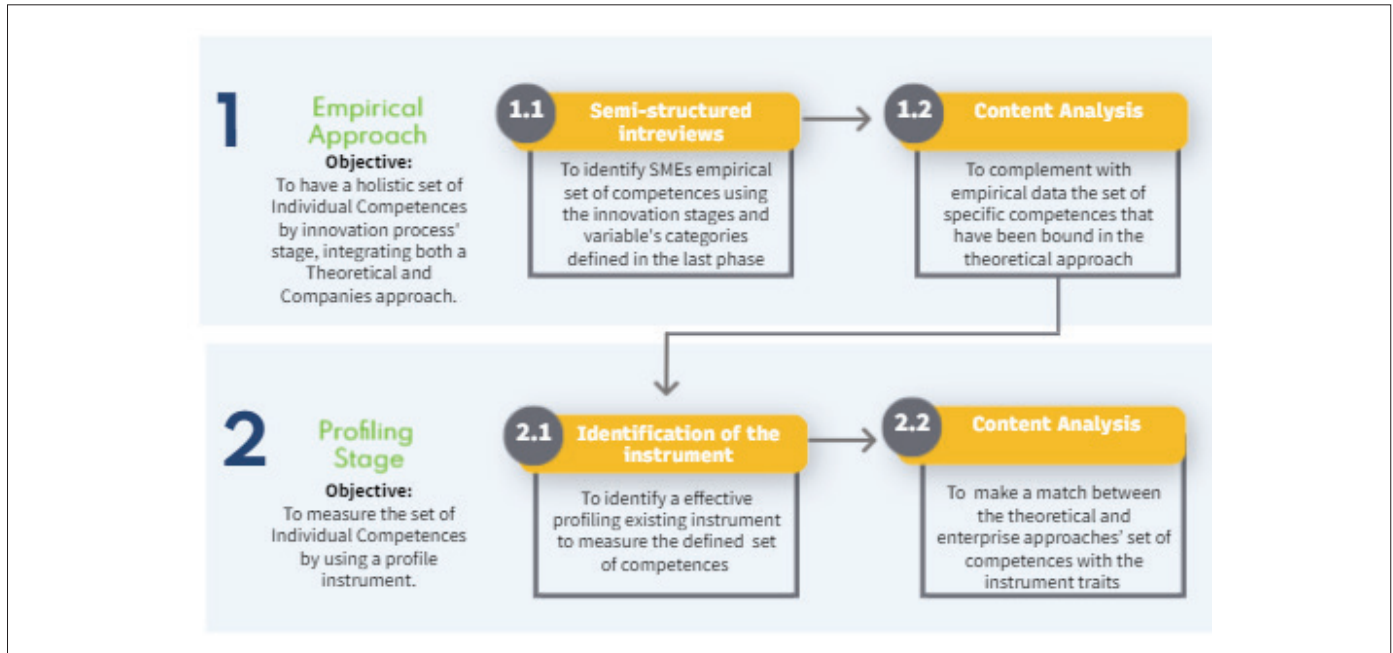 1
Empirical
Approach
Objective:
To have a holistic set of
Individual Competences
by innovation process'
stage, integrating both a
Theoretical and
Companies approach.
1.1
Semi-structured
intreviews
To identify SMEs empirical
set of competences using
the innovation stages and
variable's categories
defined in the last phase
1.2
Content Analysis
To complement with
empirical data the set of
specific competences that
have been bound in the
theoretical approach
2
Profiling
Stage
Objective:
To measure the set of
Individual Competences
by using a profile
instrument.
2.1
Identification of the
instrument
To identify a effective
profiling existing instrument
to measure the defined set
of competences
2.2
Content Analysis
To make a match between
the theoretical and
enterprise approaches' set of
competences with the
instrument traits